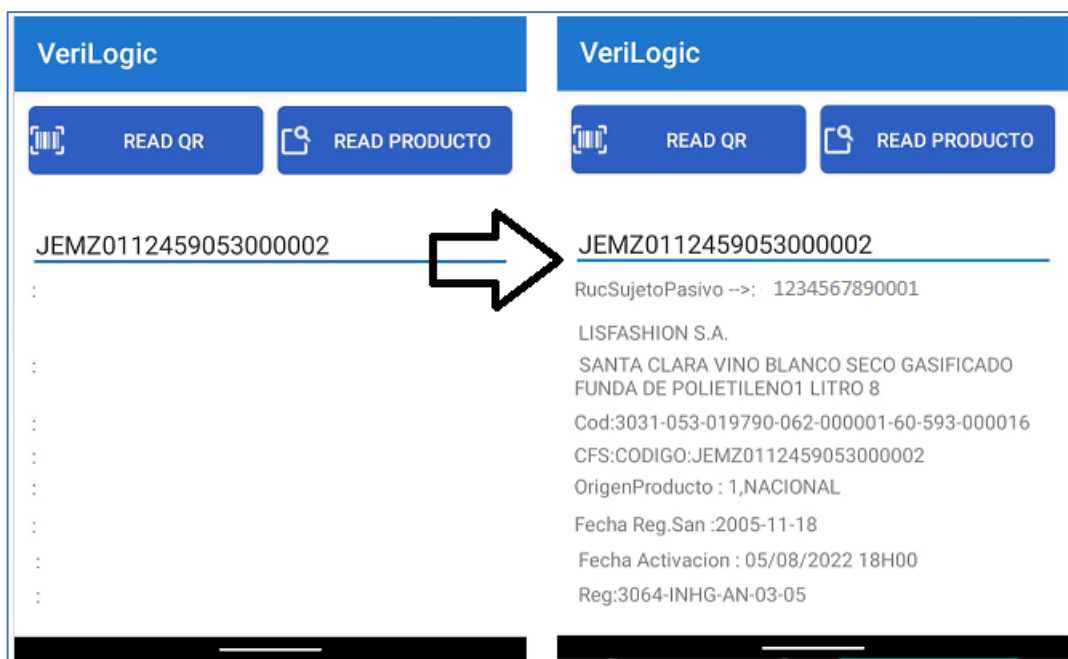 VeriLogic
READ QR
READ PRODUCTO
JEMZ0112459053000002
:
:
:
:
:
:
:
:
VeriLogic
READ QR
READ PRODUCTO
JEMZ0112459053000002
RucSujetoPasivo -->: 1234567890001
LISFASHION S.A.
SANTA CLARA VINO BLANCO SECO GASIFICADO
FUNDA DE POLIETILENO1 LITRO 8
Cod:3031-053-019790-062-000001-60-593-000016
CFS:CODIGO:JEMZ0112459053000002
OrigenProducto : 1,NACIONAL
Fecha Reg.San :2005-11-18
Fecha Activacion : 05/08/2022 18H00
Reg:3064-INHG-AN-03-05